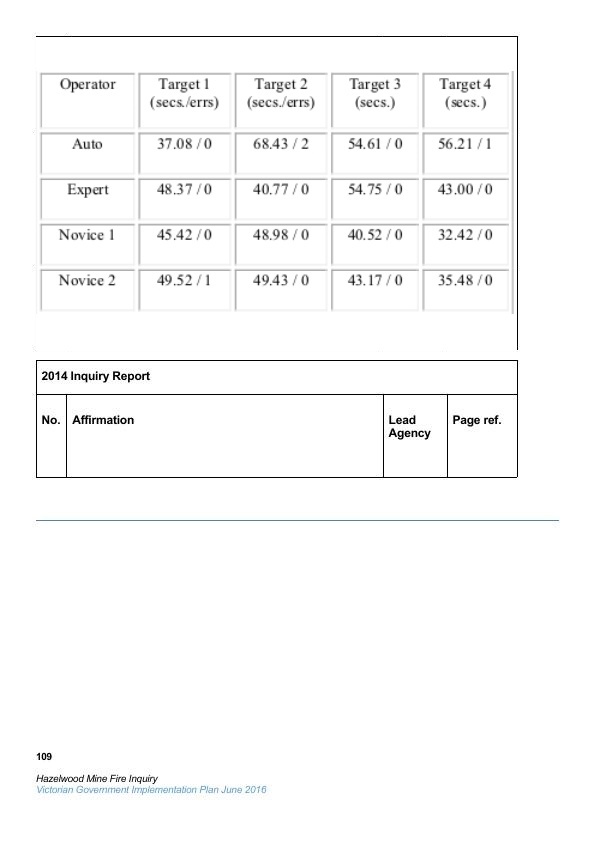 Operator Target 1 Target 2 Target 3 Target 4
(secs./errs) (secs./errs) (secs.) (secs.)
Auto 37.08 / 0 68.43 / 2 54.61 / 0 56.21 / 1
Expert 48.37 / 0 40.77 / 0 54.75 / 0 43.00 / 0
Novice 1 45.42 / 0 48.98 / 0 40.52 / 0 32.42 / 0
Novice 2 49.52 / 1 49.43 / 0 43.17 / 0 35.48 / 0
2014 Inquiry Report
No. Affirmation Lead Page ref.
Agency
109
Hazelwood Mine Fire Inquiry
Victorian Government Implementation Plan June 2016